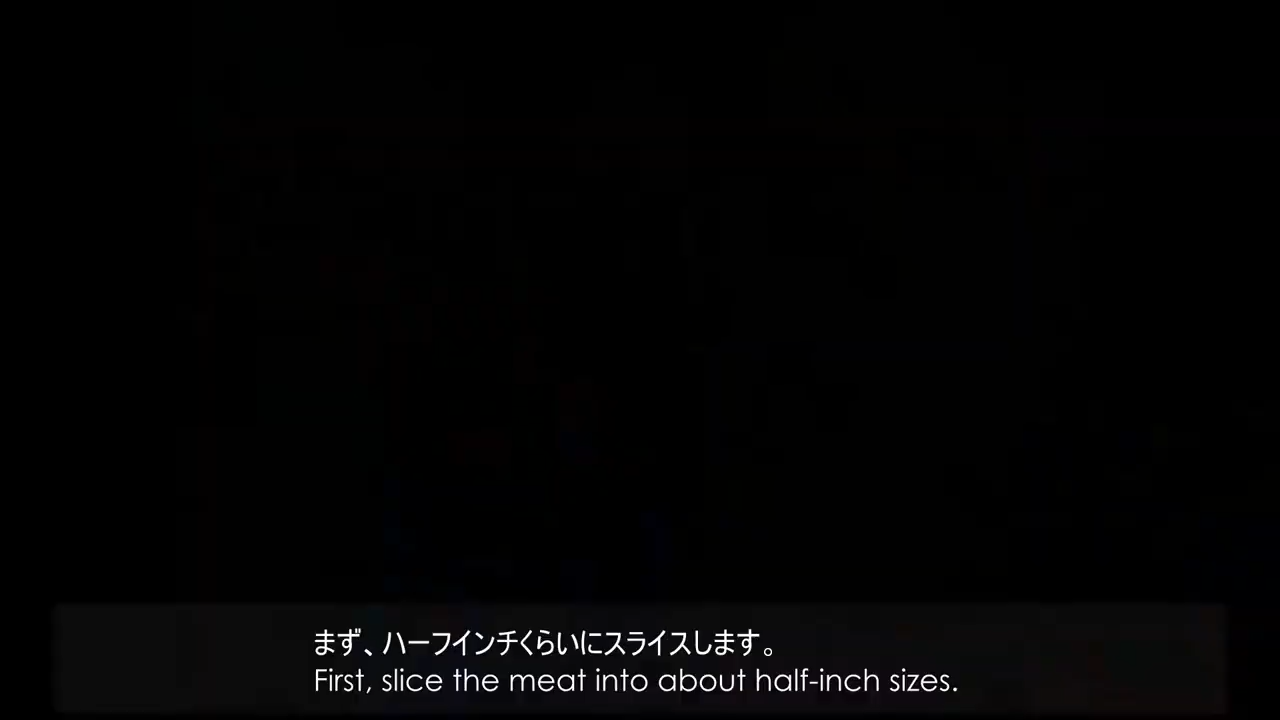 まず、ハーフインチくらいにスライスします。
First, slice the meat into about half-inch sizes.